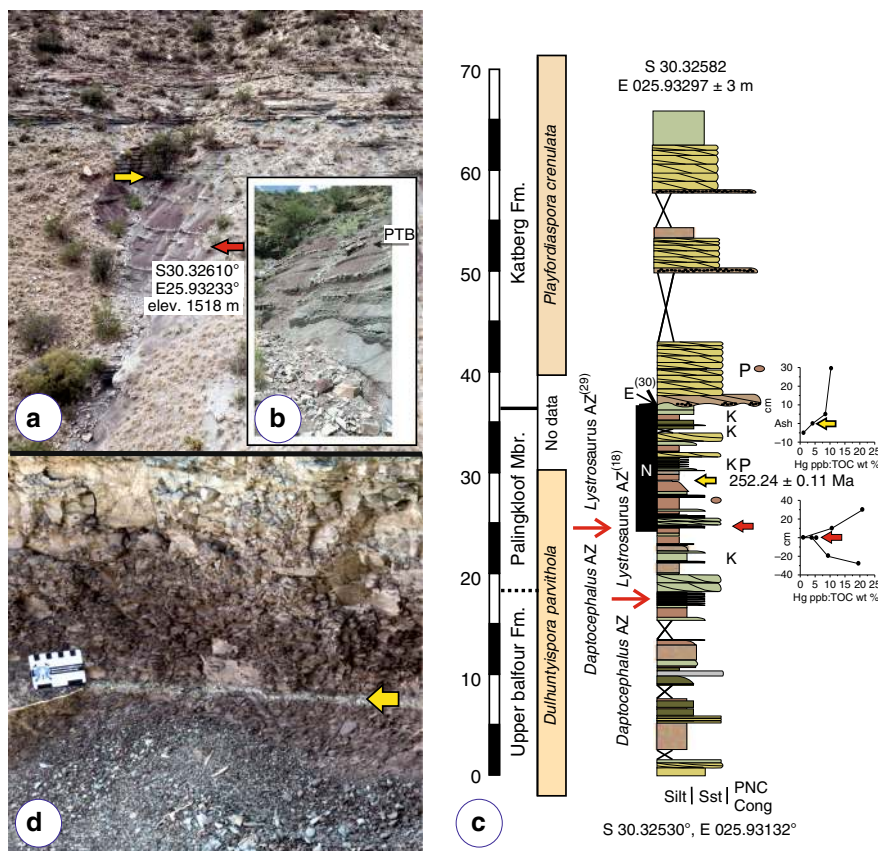 S30.32610°
E25.93233°
elev. 1518 m
PTB
a
b
d
c
S 30.32582
E 025.93297 ± 3 m
70
60
50
40
30
20
10
0
Katberg Fm.
Palingkloof Mbr.
Upper balfour Fm.
Playfordiaspora crenulata
No data
Dulhuntyispora parvithola
Lystrosaurus AZ(29)
Daptocephalus AZ
Lystrosaurus AZ(18)
Daptocephalus AZ
E(30)
N
P
K
K
KP
K
252.24 ± 0.11 Ma
30
10
Ash
−10
cm
0 5 10 15 20 25
Hg ppb:TOC wt %
40
20
cm
−20
−40
0 5 10 15 20 25
Hg ppb:TOC wt %
Silt | Sst | PNC
Cong
S 30.32530°, E 025.93132°